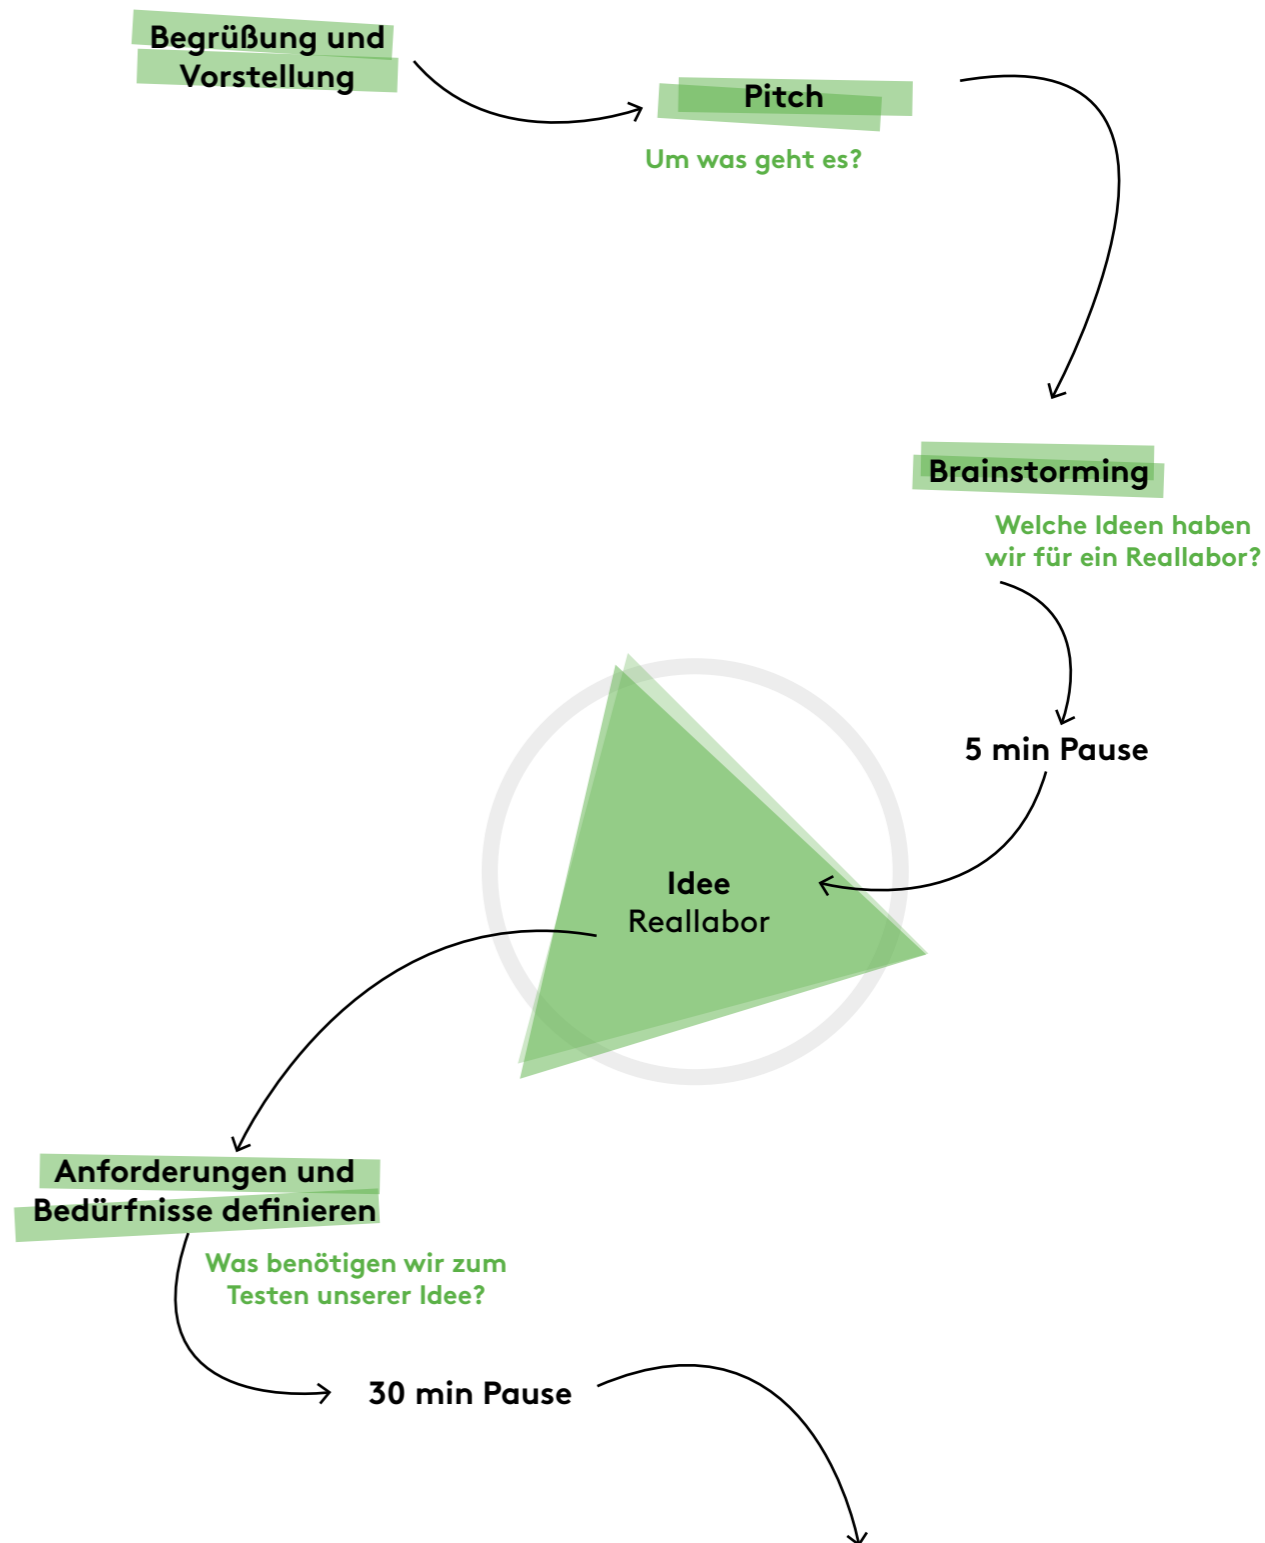 Begrüßung und
Vorstellung
Pitch
Um was geht es?
Brainstorming
Welche Ideen haben
wir für ein Reallabor?
5 min Pause
Idee
Reallabor
Anforderungen und
Bedürfnisse definieren
Was benötigen wir zum
Testen unserer Idee?
30 min Pause